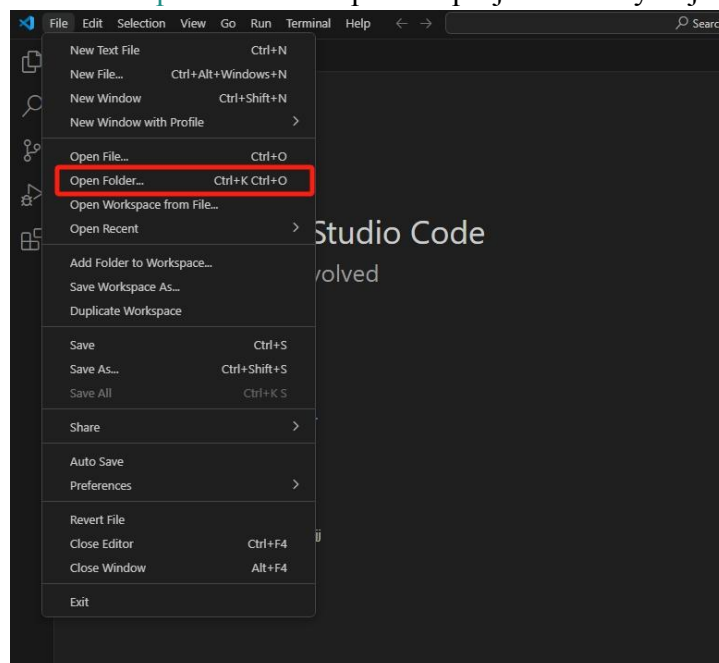 File Edit Selection View Go Run Terminal Help
New Text File Ctrl+N
New File... Ctrl+Alt+Windows+N
New Window Ctrl+Shift+N
New Window with Profile
Open File... Ctrl+O
Open Folder... Ctrl+K Ctrl+O
Open Workspace from File...
Open Recent
Studio Code
Add Folder to Workspace...
volved
Save Workspace As...
Duplicate Workspace
Save Ctrl+S
Save As... Ctrl+Shift+S
Save All Ctrl+K S
Share
Auto Save
Preferences
Revert File
Close Editor Ctrl+F4
Close Window Alt+F4
Exit